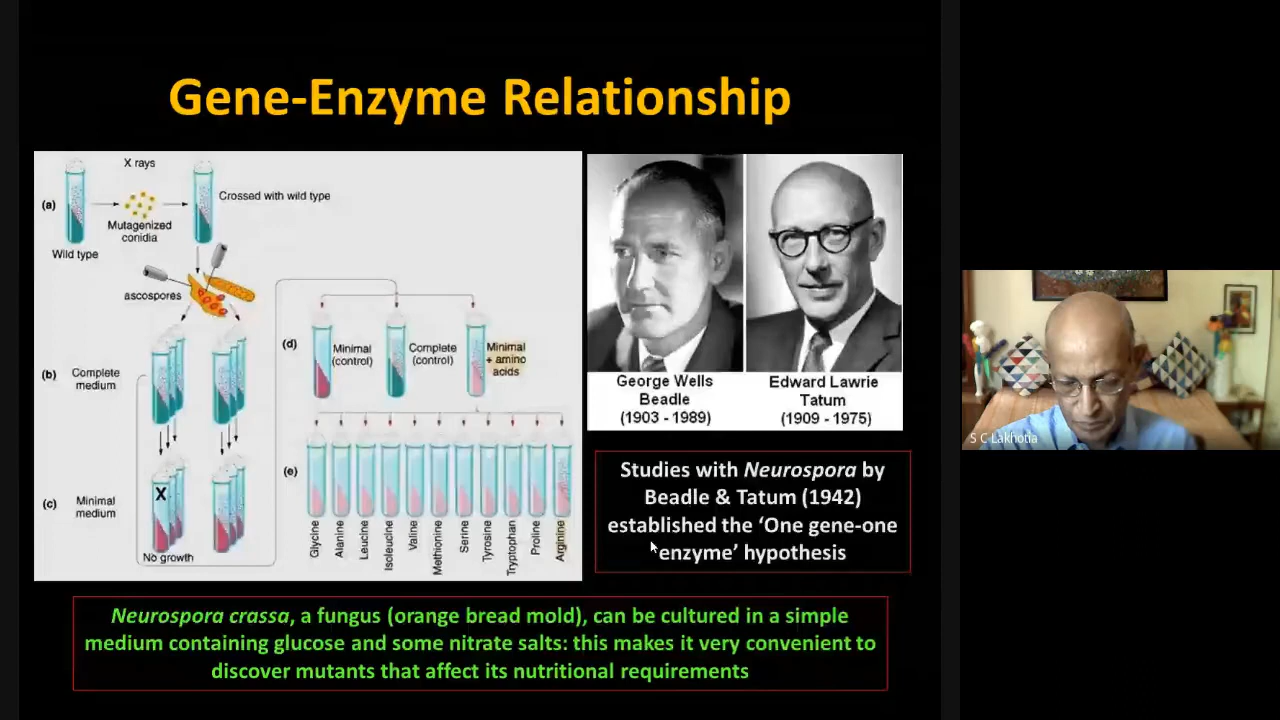 Gene-Enzyme Relationship
X rays
(a)
Crossed with wild type
Mutagenized
conidia
Wild type
ascospores
(b)
Complete
medium
(c)
Minimal
medium
X
No growth
(d)
Minimal
(control)
Complete
(control)
Minimal
+ amino
acids
(e)
Glycine
Alanine
Leucine
Isoleucine
Valine
Methionine
Serine
Tyrosine
Tryptophan
Proline
Arginine
George Wells
Beadle
(1903 - 1989)
Edward Lawrie
Tatum
(1909 - 1975)
Studies with Neurospora by
Beadle & Tatum (1942)
established the ‘One gene-one
enzyme’ hypothesis
Neurospora crassa, a fungus (orange bread mold), can be cultured in a simple
medium containing glucose and some nitrate salts: this makes it very convenient to
discover mutants that affect its nutritional requirements
S C Lakhotia